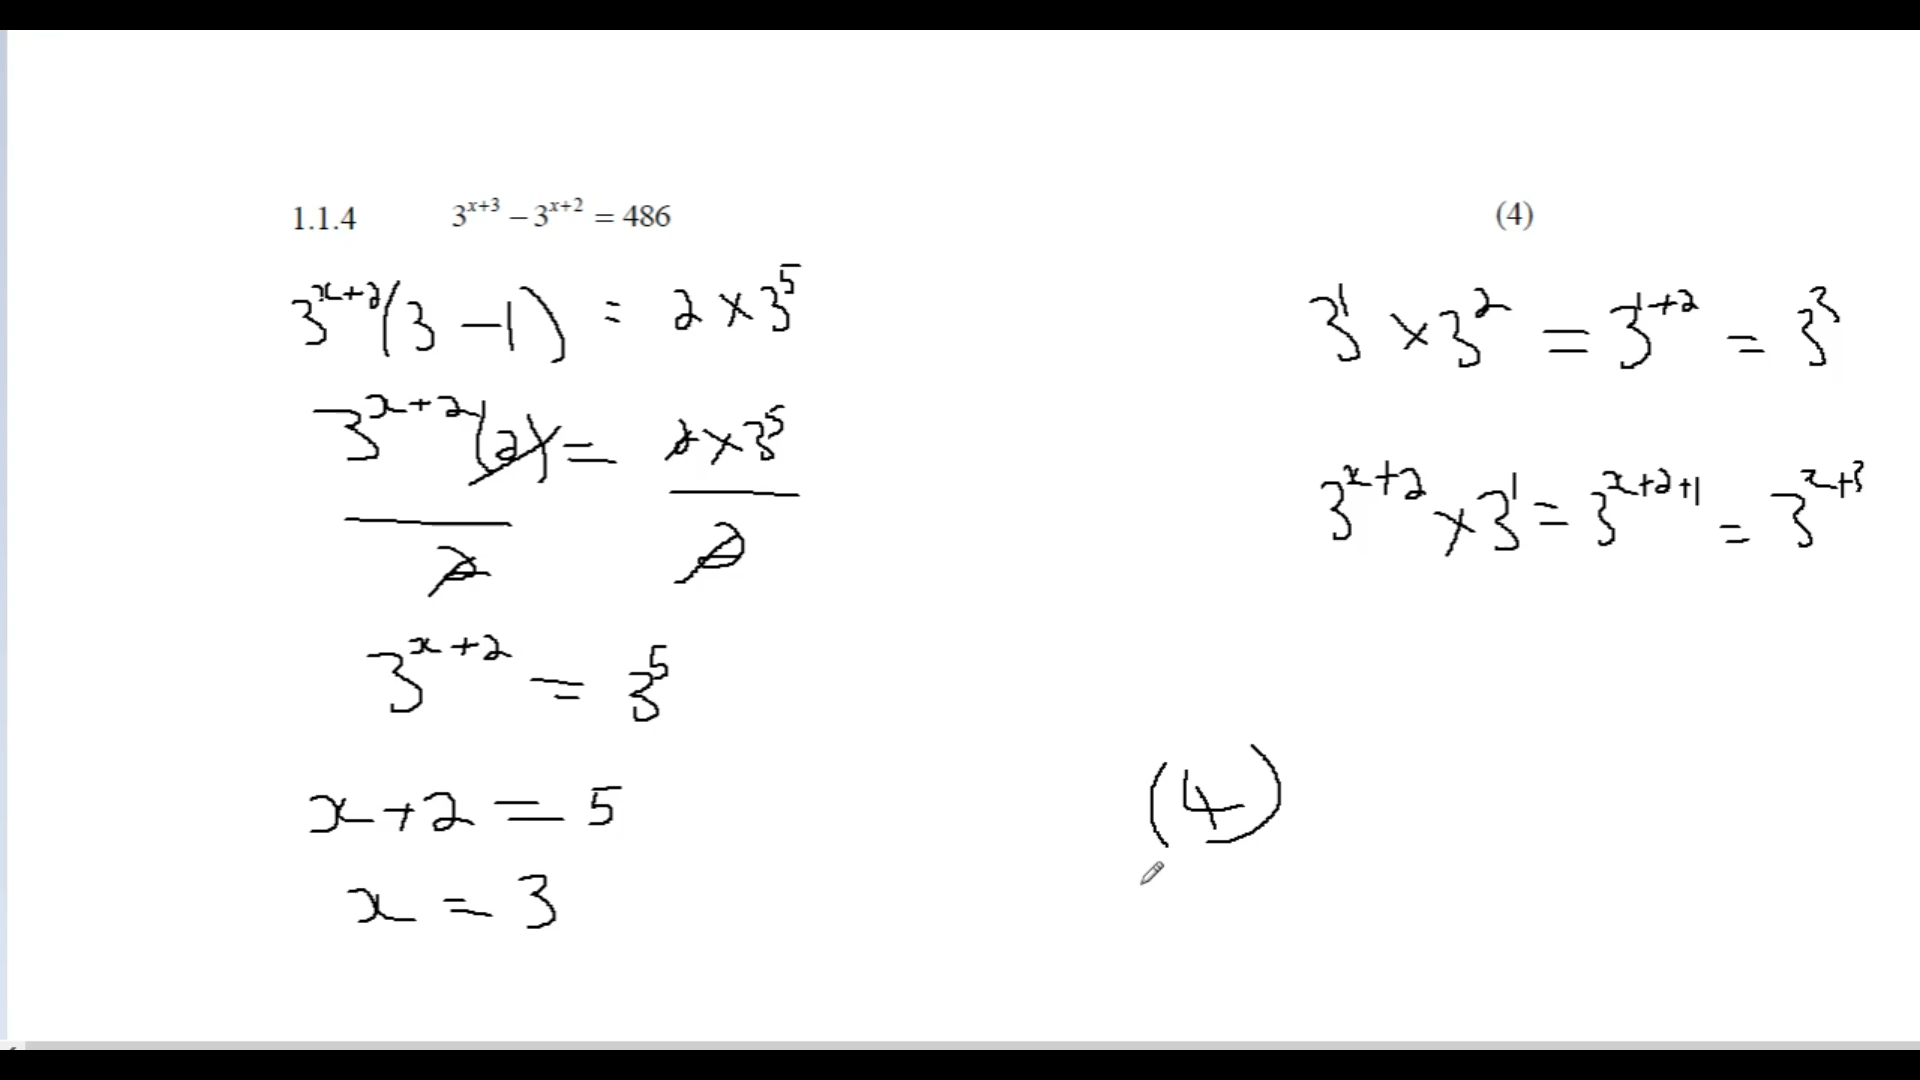 1.1.4 3^{x+3} − 3^{x+2} = 486 (4)
3^{x+2}(3 − 1) = 2 × 3^5
3^{x+2}(2) = 2 × 3^5
2 2
3^{x+2} = 3^5
x + 2 = 5
x = 3
3^1 × 3^2 = 3^{1+2} = 3^3
3^{x+2} × 3^1 = 3^{x+2+1} = 3^{x+3}
(4)